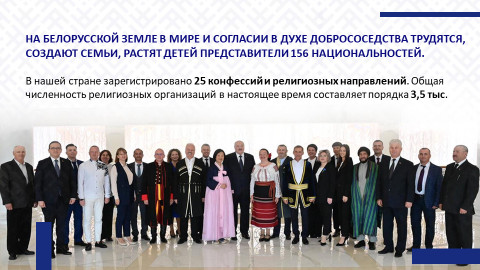 НА БЕЛОРУССКОЙ ЗЕМЛЕ В МИРЕ И СОГЛАСИИ В ДУХЕ ДОБРОСОСЕДСТВА ТРУДЯТСЯ,
СОЗДАЮТ СЕМЬИ, РАСТЯТ ДЕТЕЙ ПРЕДСТАВИТЕЛИ 156 НАЦИОНАЛЬНОСТЕЙ.
В нашей стране зарегистрировано 25 конфессий и религиозных направлений. Общая
численность религиозных организаций в настоящее время составляет порядка 3,5 тыс.